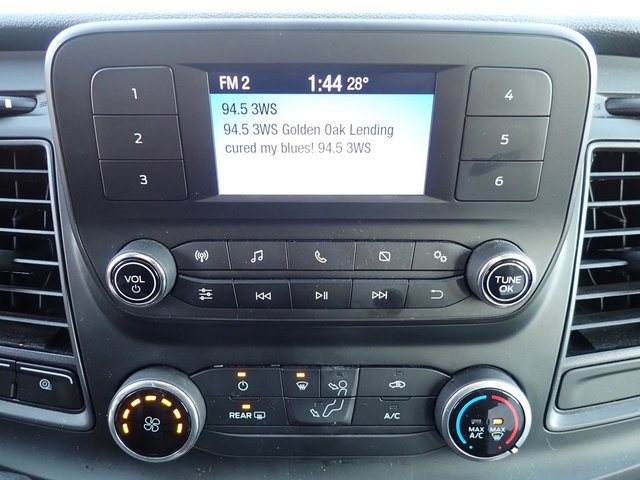 FM 2 1:44 28°
94.5 3WS
94.5 3WS Golden Oak Lending
cured my blues! 94.5 3WS
1
2
3
4
5
6
VOL
TUNE
OK
REAR
A/C
MAX
A/C
MAX